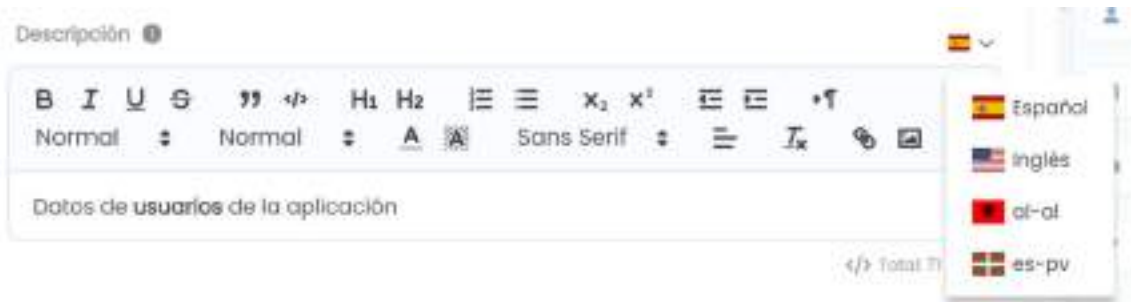 Descripción
B I U S ” </> H₁ H₂ X₂ X²
Normal Normal A A Sans Serif Tx
Datos de usuarios de la aplicación
</> Total
Español
Inglés
al-al
es-pv